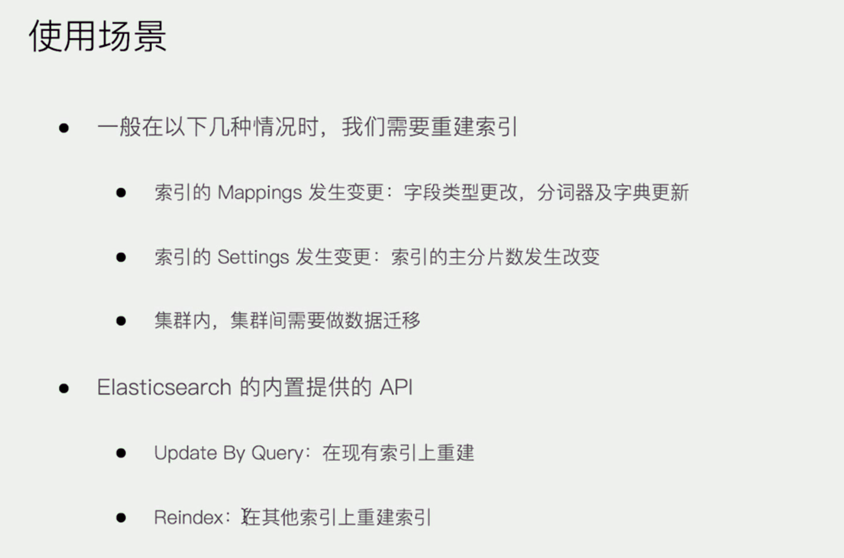 使用场景
一般在以下几种情况时，我们需要重建索引
索引的 Mappings 发生变更：字段类型更改，分词器及字典更新
索引的 Settings 发生变更：索引的主分片数发生改变
集群内，集群间需要做数据迁移
Elasticsearch 的内置提供的 API
Update By Query：在现有索引上重建
Reindex：在其他索引上重建索引